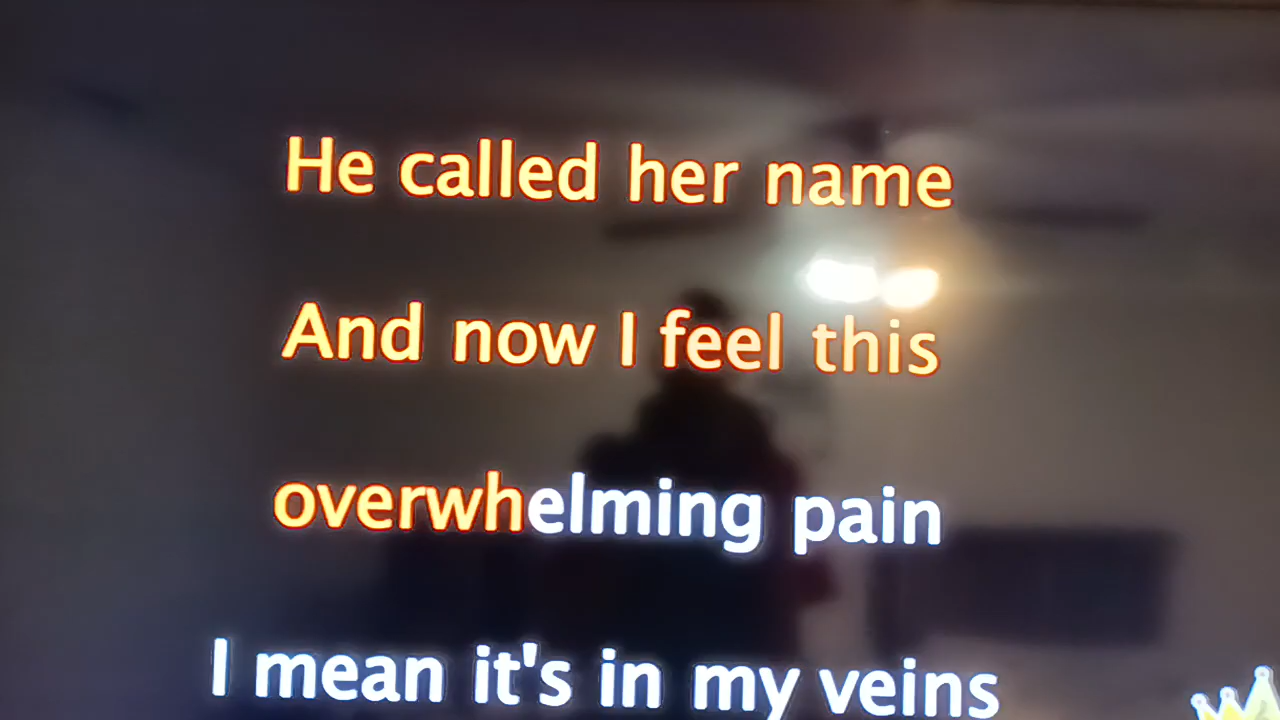 He called her name
And now I feel this
overwhelming pain
I mean it's in my veins